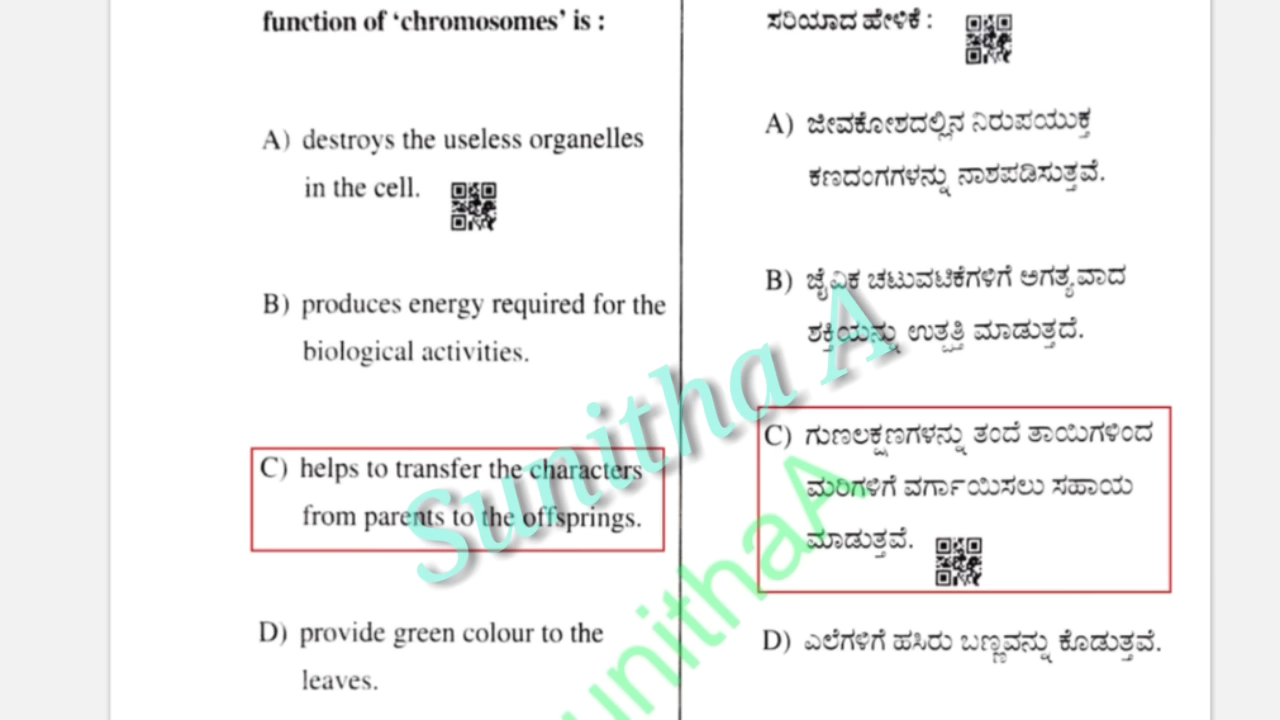 function of ‘chromosomes’ is :
A) destroys the useless organelles
in the cell.
B) produces energy required for the
biological activities.
C) helps to transfer the characters
from parents to the offsprings.
D) provide green colour to the
leaves.
ಸರಿಯಾದ ಹೇಳಿಕೆ :
A) ಜೀವಕೋಶದಲ್ಲಿನ ನಿರುಪಯುಕ್ತ
ಕಣದಂಗಗಳನ್ನು ನಾಶಪಡಿಸುತ್ತವೆ.
B) ಜೈವಿಕ ಚಟುವಟಿಕೆಗಳಿಗೆ ಅಗತ್ಯವಾದ
ಶಕ್ತಿಯನ್ನು ಉತ್ಪತ್ತಿ ಮಾಡುತ್ತದೆ.
C) ಗುಣಲಕ್ಷಣಗಳನ್ನು ತಂದೆ ತಾಯಿಗಳಿಂದ
ಮರಿಗಳಿಗೆ ವರ್ಗಾಯಿಸಲು ಸಹಾಯ
ಮಾಡುತ್ತವೆ.
D) ಎಲೆಗಳಿಗೆ ಹಸಿರು ಬಣ್ಣವನ್ನು ಕೊಡುತ್ತವೆ.
Sunitha A
unithaA